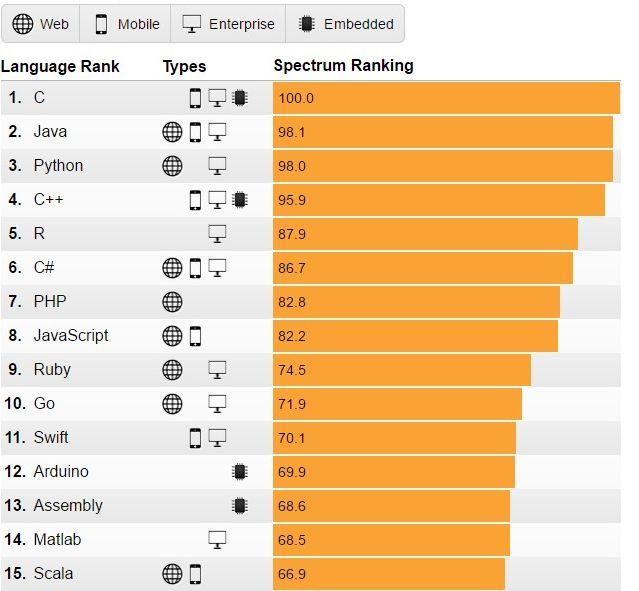 Web Mobile Enterprise Embedded
Language Rank Types Spectrum Ranking
1. C 100.0
2. Java 98.1
3. Python 98.0
4. C++ 95.9
5. R 87.9
6. C# 86.7
7. PHP 82.8
8. JavaScript 82.2
9. Ruby 74.5
10. Go 71.9
11. Swift 70.1
12. Arduino 69.9
13. Assembly 68.6
14. Matlab 68.5
15. Scala 66.9